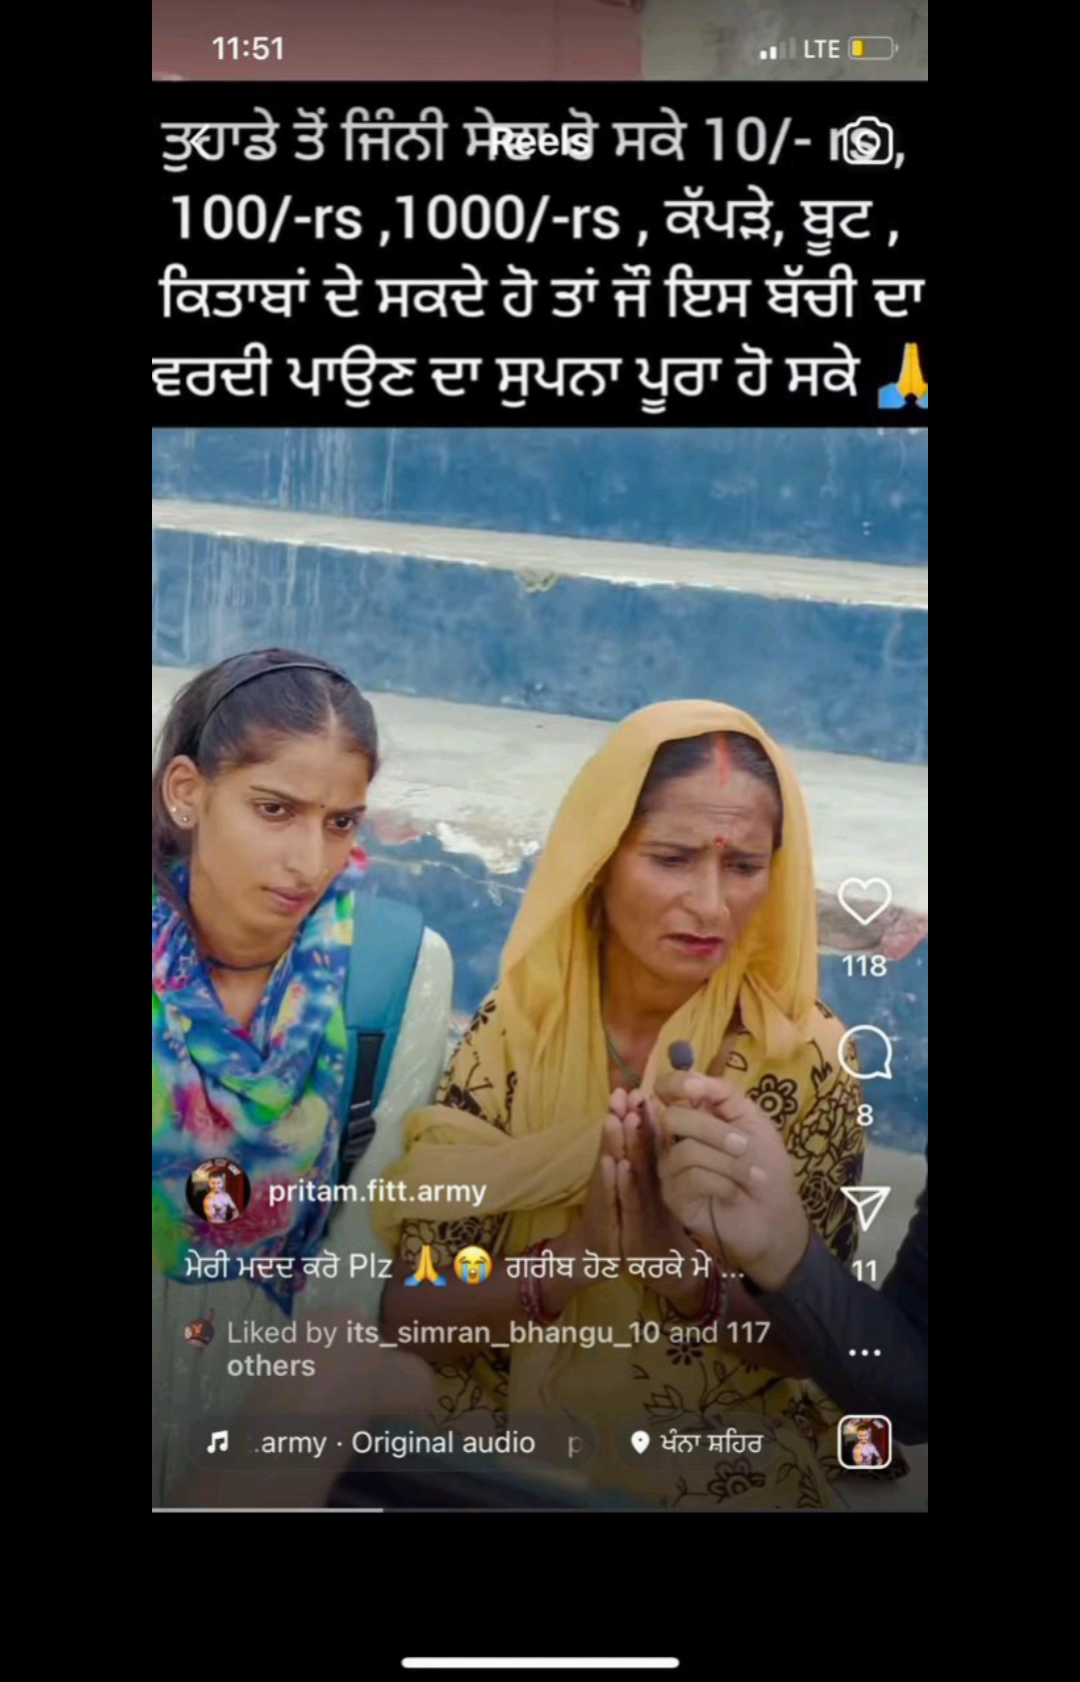 11:51
LTE
ਤੁਹਾਡੇ ਤੋਂ ਜਿੰਨੀ ਸੇਵਾ ਹੋ ਸਕੇ 10/- rs ,
Reels
100/-rs ,1000/-rs , ਕੱਪੜੇ, ਬੂਟ ,
ਕਿਤਾਬਾਂ ਦੇ ਸਕਦੇ ਹੋ ਤਾਂ ਜੌ ਇਸ ਬੱਚੀ ਦਾ
ਵਰਦੀ ਪਾਉਣ ਦਾ ਸੁਪਨਾ ਪੂਰਾ ਹੋ ਸਕੇ 🙏
118
8
pritam.fitt.army
ਮੇਰੀ ਮਦਦ ਕਰੋ Plz 🙏😭 ਗਰੀਬ ਹੋਣ ਕਰਕੇ ਮੇ ...
11
Liked by its_simran_bhangu_10 and 117
others
.army · Original audio p
ਖੰਨਾ ਸ਼ਹਿਰ